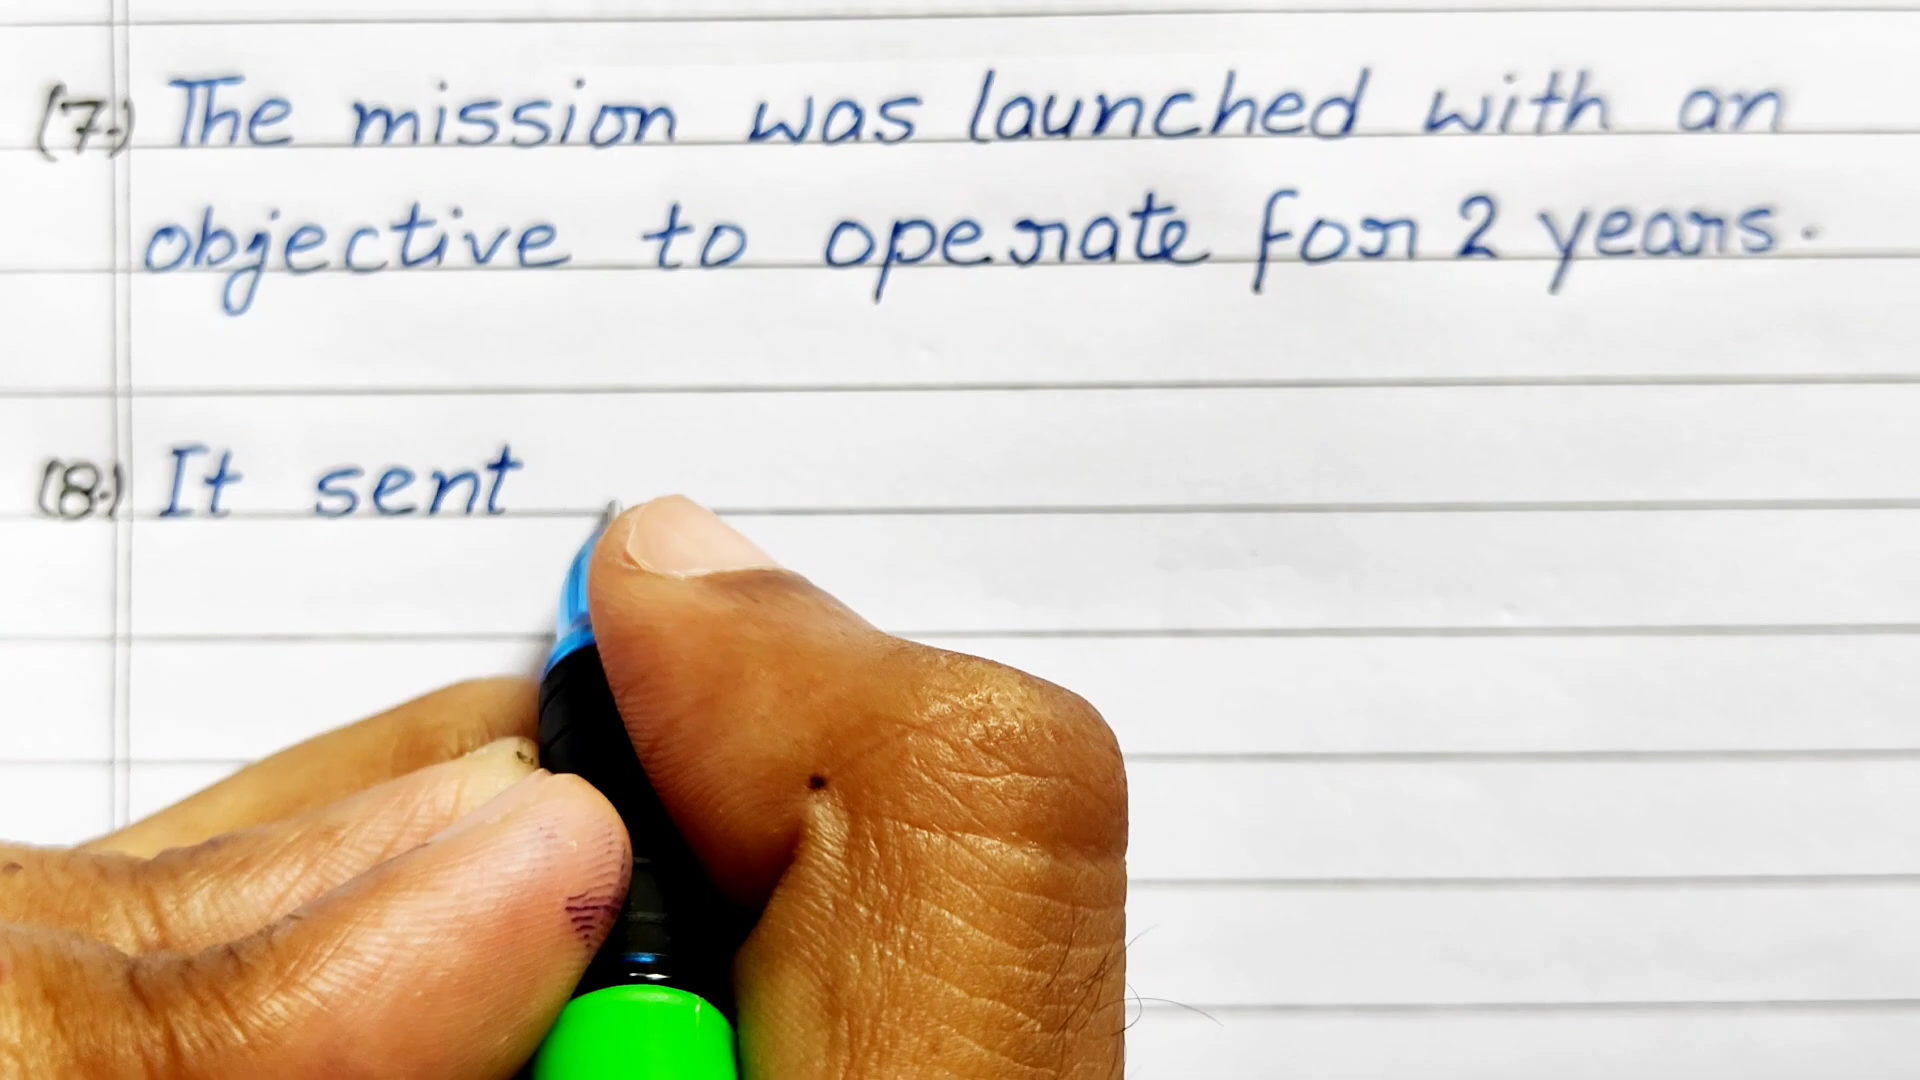 (7.) The mission was launched with an
objective to operate for 2 years.
(8.) It sent